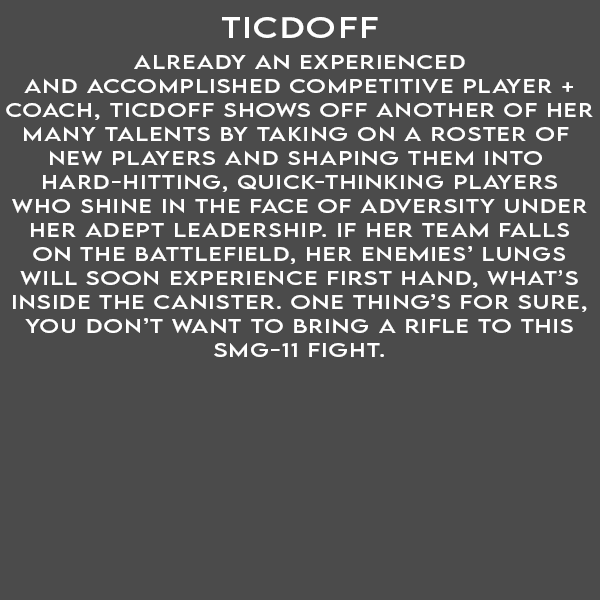 TICDOFF
ALREADY AN EXPERIENCED
AND ACCOMPLISHED COMPETITIVE PLAYER +
COACH, TICDOFF SHOWS OFF ANOTHER OF HER
MANY TALENTS BY TAKING ON A ROSTER OF
NEW PLAYERS AND SHAPING THEM INTO
HARD-HITTING, QUICK-THINKING PLAYERS
WHO SHINE IN THE FACE OF ADVERSITY UNDER
HER ADEPT LEADERSHIP. IF HER TEAM FALLS
ON THE BATTLEFIELD, HER ENEMIES’ LUNGS
WILL SOON EXPERIENCE FIRST HAND, WHAT’S
INSIDE THE CANISTER. ONE THING’S FOR SURE,
YOU DON’T WANT TO BRING A RIFLE TO THIS
SMG-11 FIGHT.